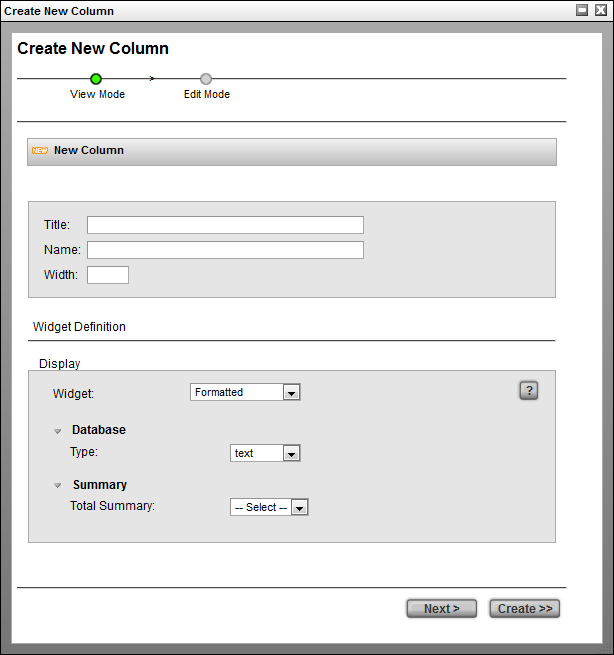 Create New Column
Create New Column
>
View Mode Edit Mode
NEW New Column
Title:
Name:
Width:
Widget Definition
Display
Widget: Formatted ?
Database
Type: text
Summary
Total Summary: -- Select --
Next > Create >>